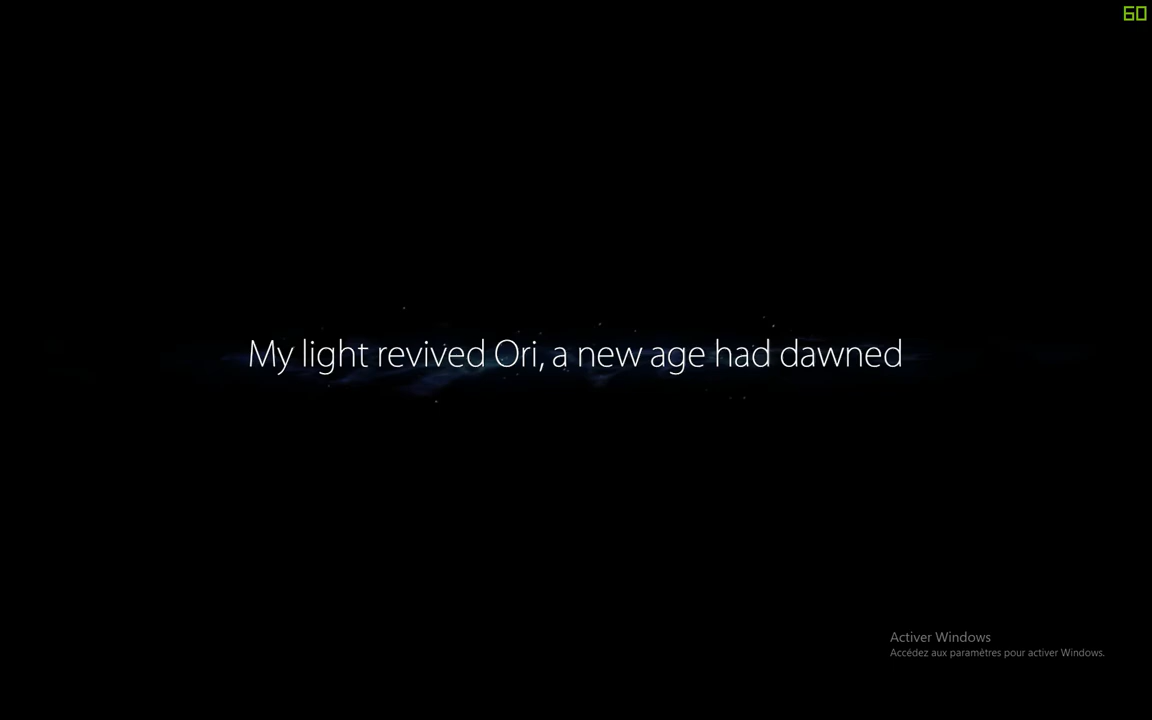 60
My light revived Ori, a new age had dawned
Activer Windows
Accédez aux paramètres pour activer Windows.